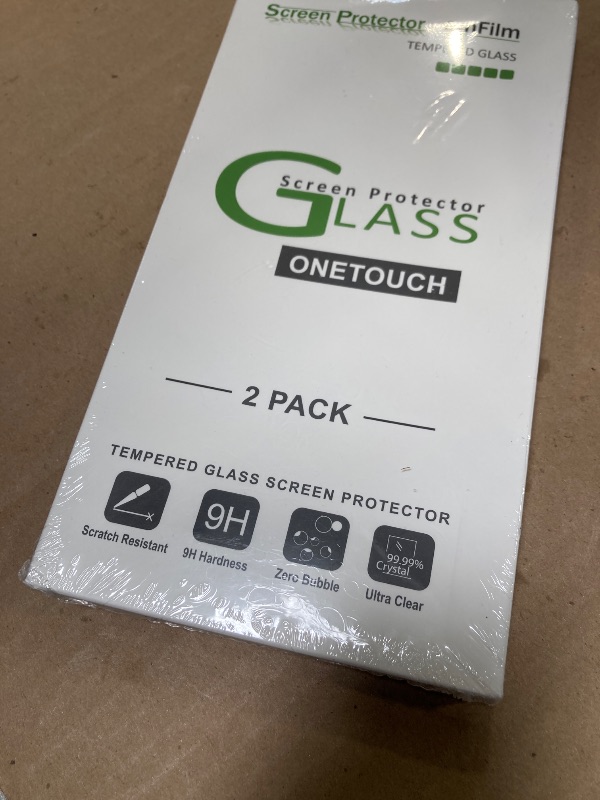 Screen Protector
TEMPERED GLASS
Screen Protector
GLASS
ONETOUCH
2 PACK
TEMPERED GLASS SCREEN PROTECTOR
9H
99.99%
Crystal
Scratch Resistant
9H Hardness
Zero Bubble
Ultra Clear